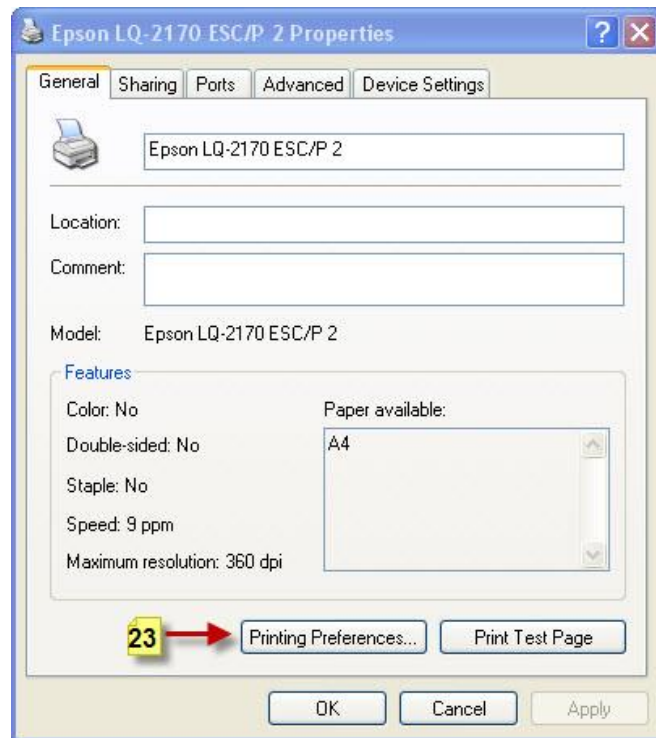 Epson LQ-2170 ESC/P 2 Properties
General Sharing Ports Advanced Device Settings
Epson LQ-2170 ESC/P 2
Location:
Comment:
Model: Epson LQ-2170 ESC/P 2
Features
Color: No
Paper available:
Double-sided: No
A4
Staple: No
Speed: 9 ppm
Maximum resolution: 360 dpi
23
Printing Preferences... Print Test Page
OK Cancel Apply